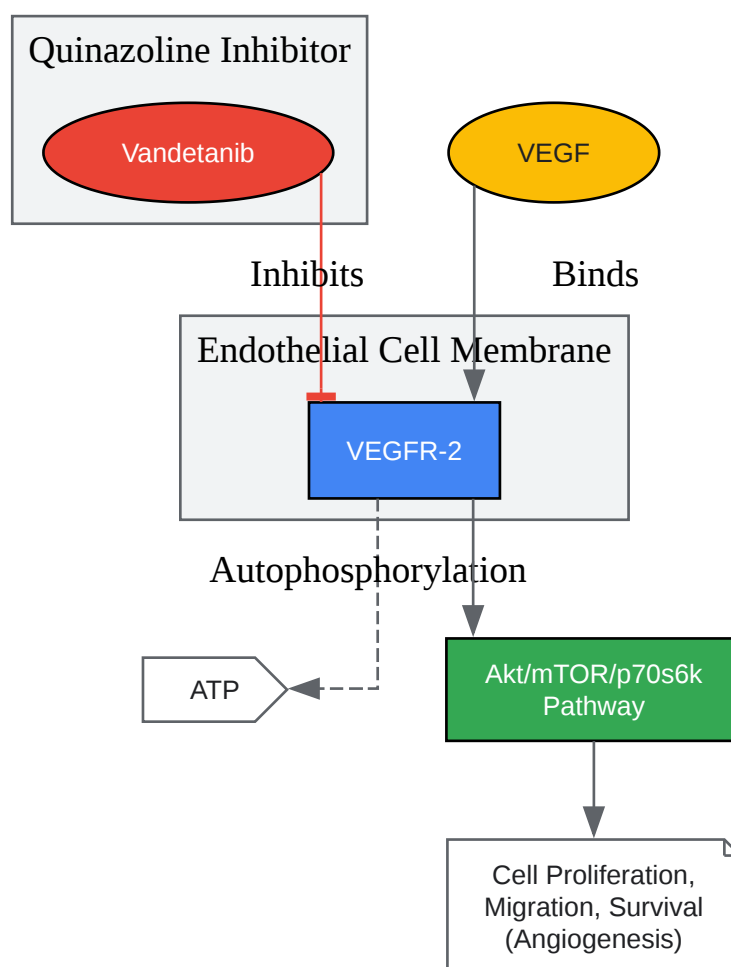 Quinazoline Inhibitor
Vandetanib
VEGF
Inhibits
Binds
Endothelial Cell Membrane
VEGFR-2
Autophosphorylation
ATP
Akt/mTOR/p70s6k
Pathway
Cell Proliferation,
Migration, Survival
(Angiogenesis)